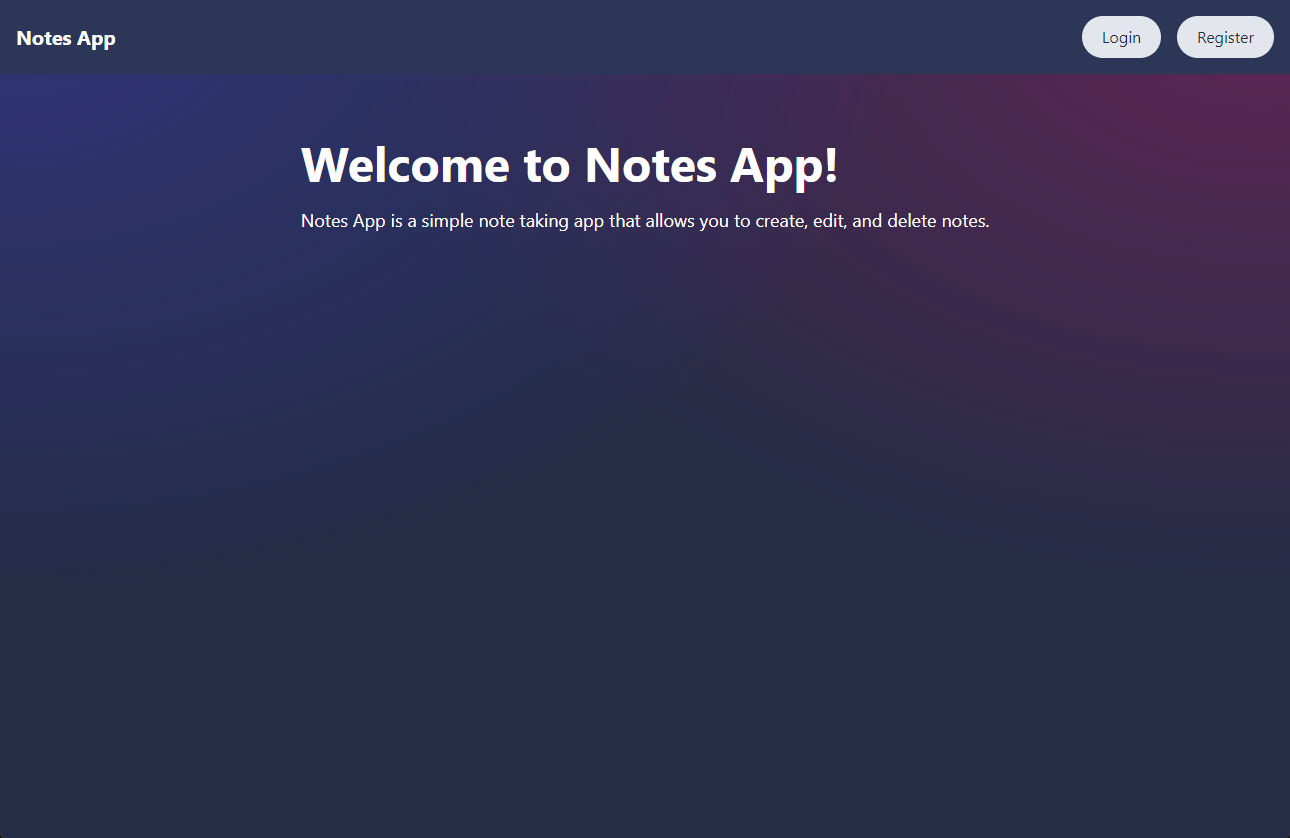 Notes App
Login
Register
Welcome to Notes App!
Notes App is a simple note taking app that allows you to create, edit, and delete notes.